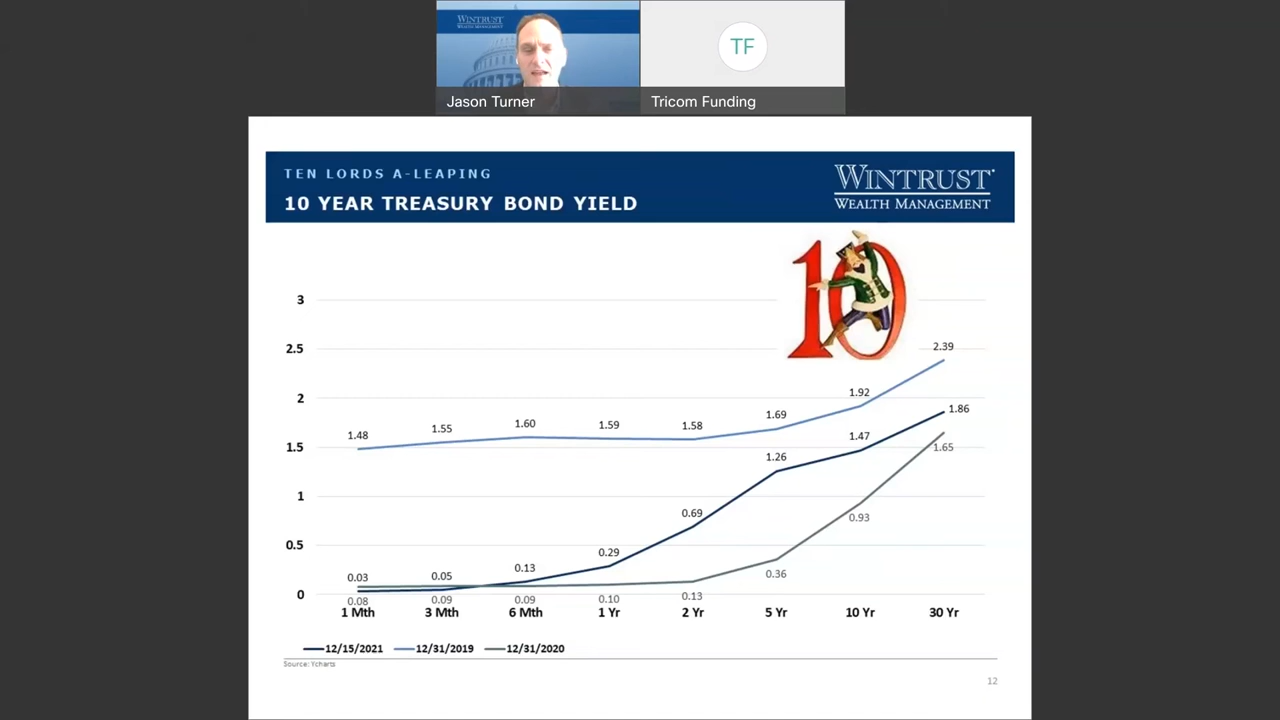 WINTRUST
WEALTH MANAGEMENT
TF
Jason Turner
Tricom Funding
TEN LORDS A-LEAPING
10 YEAR TREASURY BOND YIELD
WINTRUST
WEALTH MANAGEMENT
10
3
2.5
2
1.5
1
0.5
0
1.48
1.55
1.60
1.59
1.58
1.69
1.92
2.39
0.03
0.05
0.13
0.29
0.69
1.26
1.47
1.86
0.08
0.09
0.09
0.10
0.13
0.36
0.93
1.65
1 Mth
3 Mth
6 Mth
1 Yr
2 Yr
5 Yr
10 Yr
30 Yr
12/15/2021
12/31/2019
12/31/2020
Source: Ycharts
12